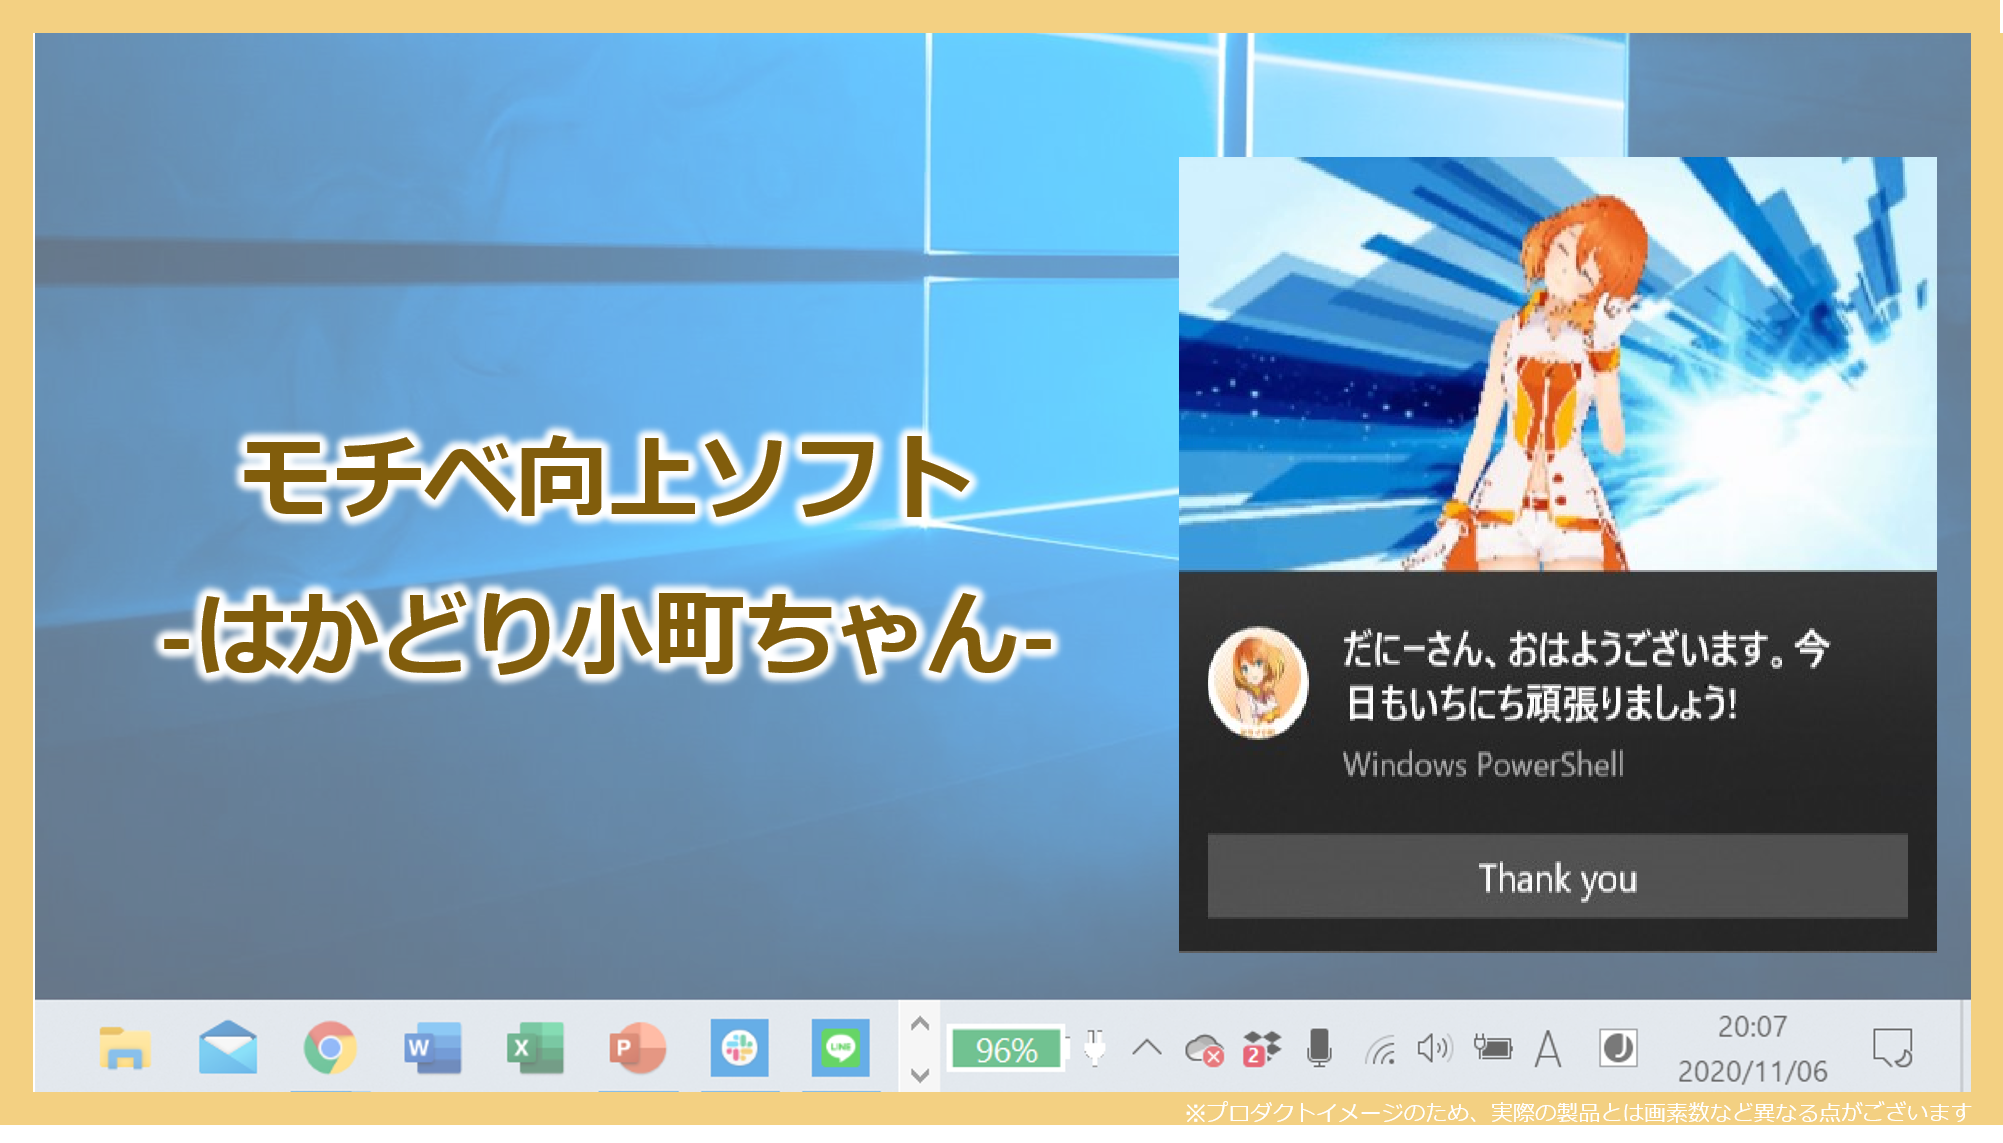 モチベ向上ソフト
-はかどり小町ちゃん-
だにーさん、おはようございます。今
日もいちにち頑張りましょう!
Windows PowerShell
Thank you
W
X
P
LINE
96%
2
A
J
20:07
2020/11/06
※プロダクトイメージのため、実際の製品とは画素数など異なる点がございます